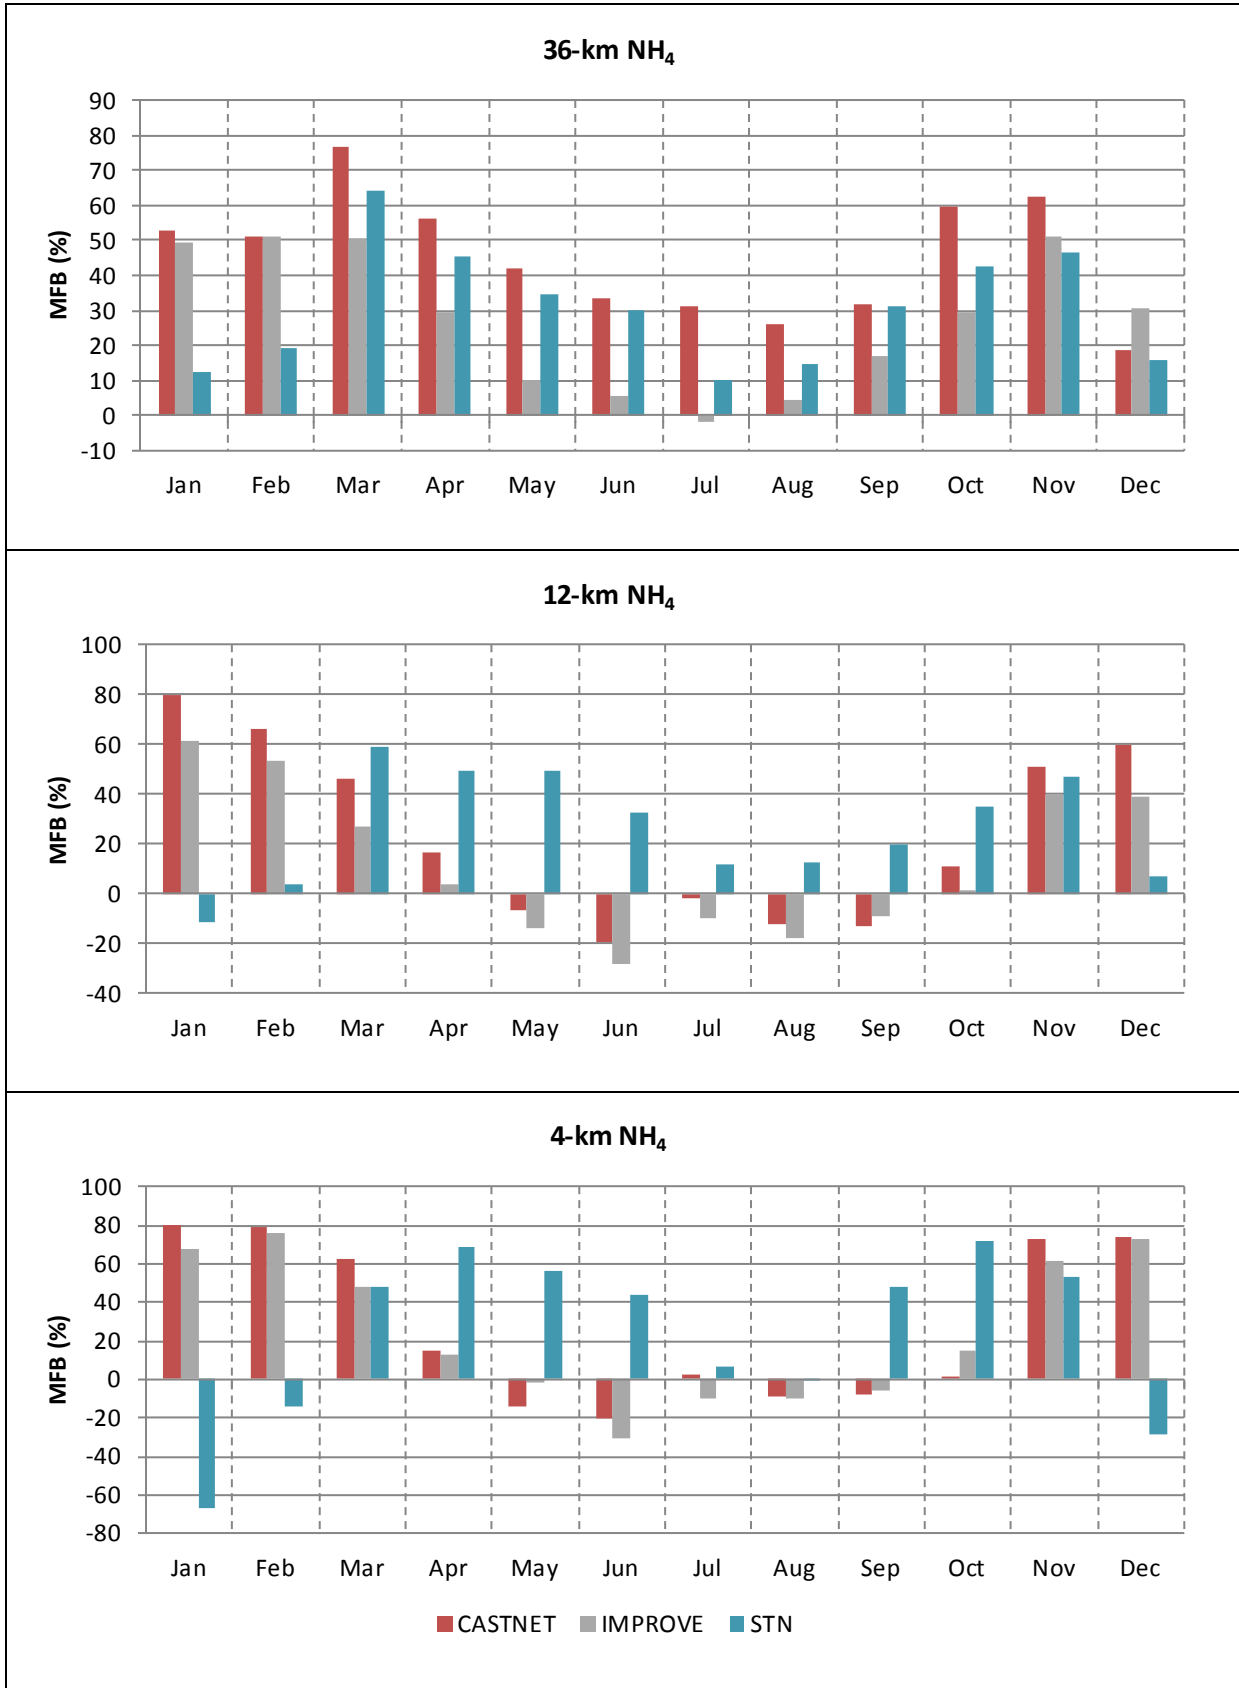 36-km NH₄
90
80
70
60
50
40
30
20
10
0
-10
MFB (%)
Jan Feb Mar Apr May Jun Jul Aug Sep Oct Nov Dec
12-km NH₄
100
80
60
40
20
0
-20
-40
MFB (%)
Jan Feb Mar Apr May Jun Jul Aug Sep Oct Nov Dec
4-km NH₄
100
80
60
40
20
0
-20
-40
-60
-80
MFB (%)
Jan Feb Mar Apr May Jun Jul Aug Sep Oct Nov Dec
CASTNET IMPROVE STN